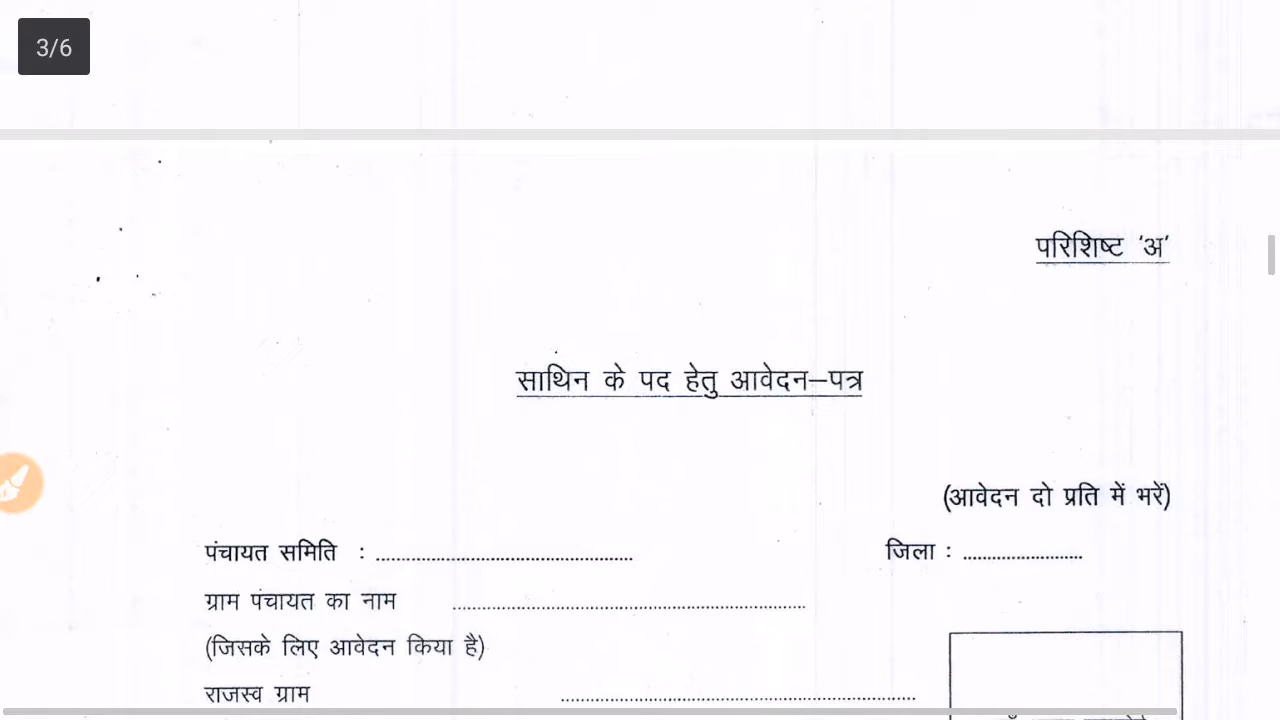 3/6
परिशिष्ट 'अ'
साथिन के पद हेतु आवेदन–पत्र
(आवेदन दो प्रति में भरें)
पंचायत समिति : ........................................... जिला : ........................
ग्राम पंचायत का नाम ...........................................................
(जिसके लिए आवेदन किया है)
राजस्व ग्राम ...........................................................